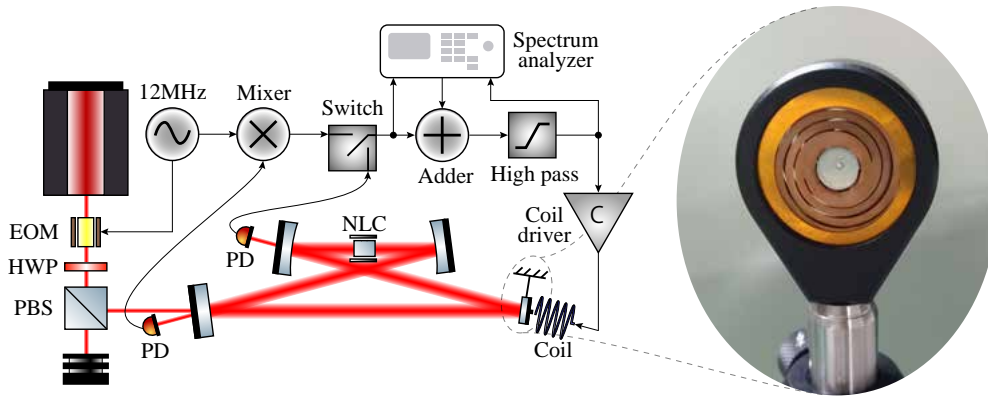 12MHz
Mixer
Switch
Spectrum
analyzer
Adder
High pass
EOM
HWP
PBS
PD
NLC
PD
Coil
driver
C
Coil